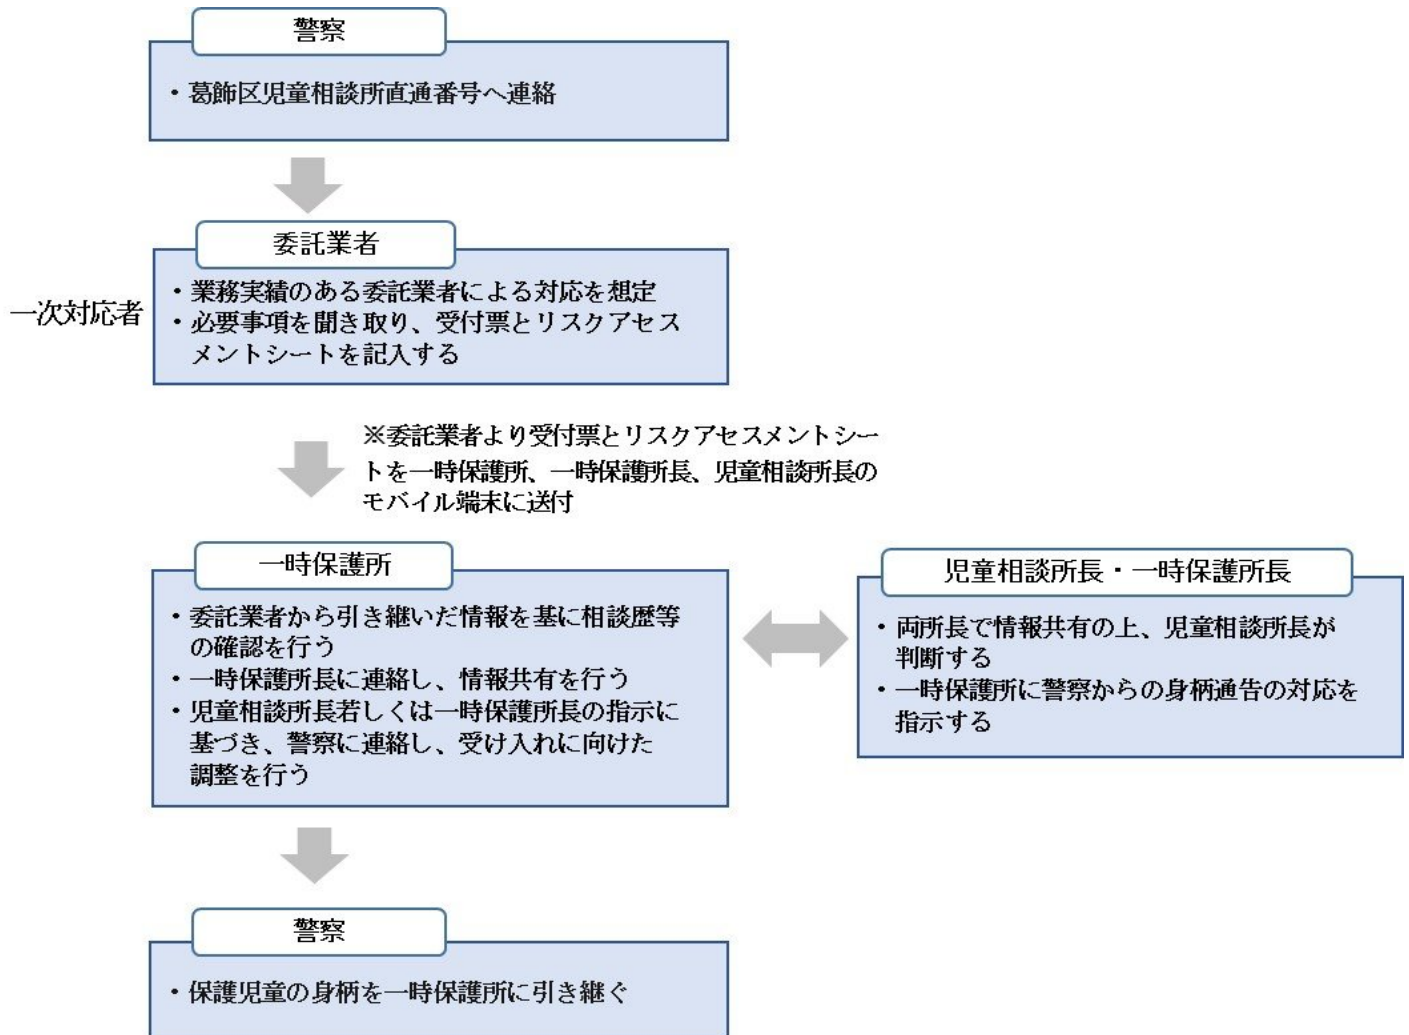 警察
・葛飾区児童相談所直通番号へ連絡
委託業者
一次対応者
・業務実績のある委託業者による対応を想定
・必要事項を聞き取り、受付票とリスクアセス
メントシートを記入する
※委託業者より受付票とリスクアセスメントシー
トを一時保護所、一時保護所長、児童相談所長の
モバイル端末に送付
一時保護所
・委託業者から引き継いだ情報を基に相談歴等
の確認を行う
・一時保護所長に連絡し、情報共有を行う
・児童相談所長若しくは一時保護所長の指示に
基づき、警察に連絡し、受け入れに向けた
調整を行う
児童相談所長・一時保護所長
・両所長で情報共有の上、児童相談所長が
判断する
・一時保護所に警察からの身柄通告の対応を
指示する
警察
・保護児童の身柄を一時保護所に引き継ぐ